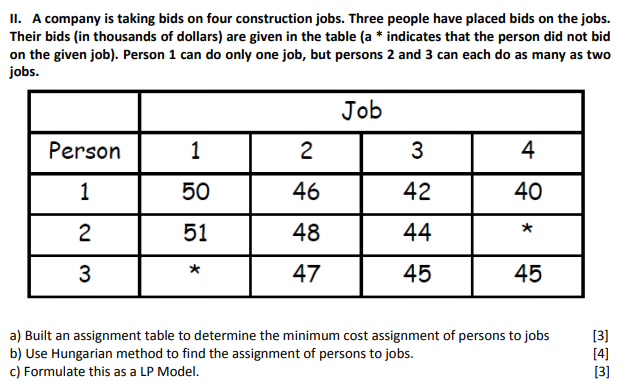 II. A company is taking bids on four construction jobs. Three people have placed bids on the jobs.
Their bids (in thousands of dollars) are given in the table (a * indicates that the person did not bid
on the given job). Person 1 can do only one job, but persons 2 and 3 can each do as many as two
jobs.
Job
Person 1 2 3 4
1 50 46 42 40
2 51 48 44 *
3 * 47 45 45
a) Built an assignment table to determine the minimum cost assignment of persons to jobs [3]
b) Use Hungarian method to find the assignment of persons to jobs. [4]
c) Formulate this as a LP Model. [3]